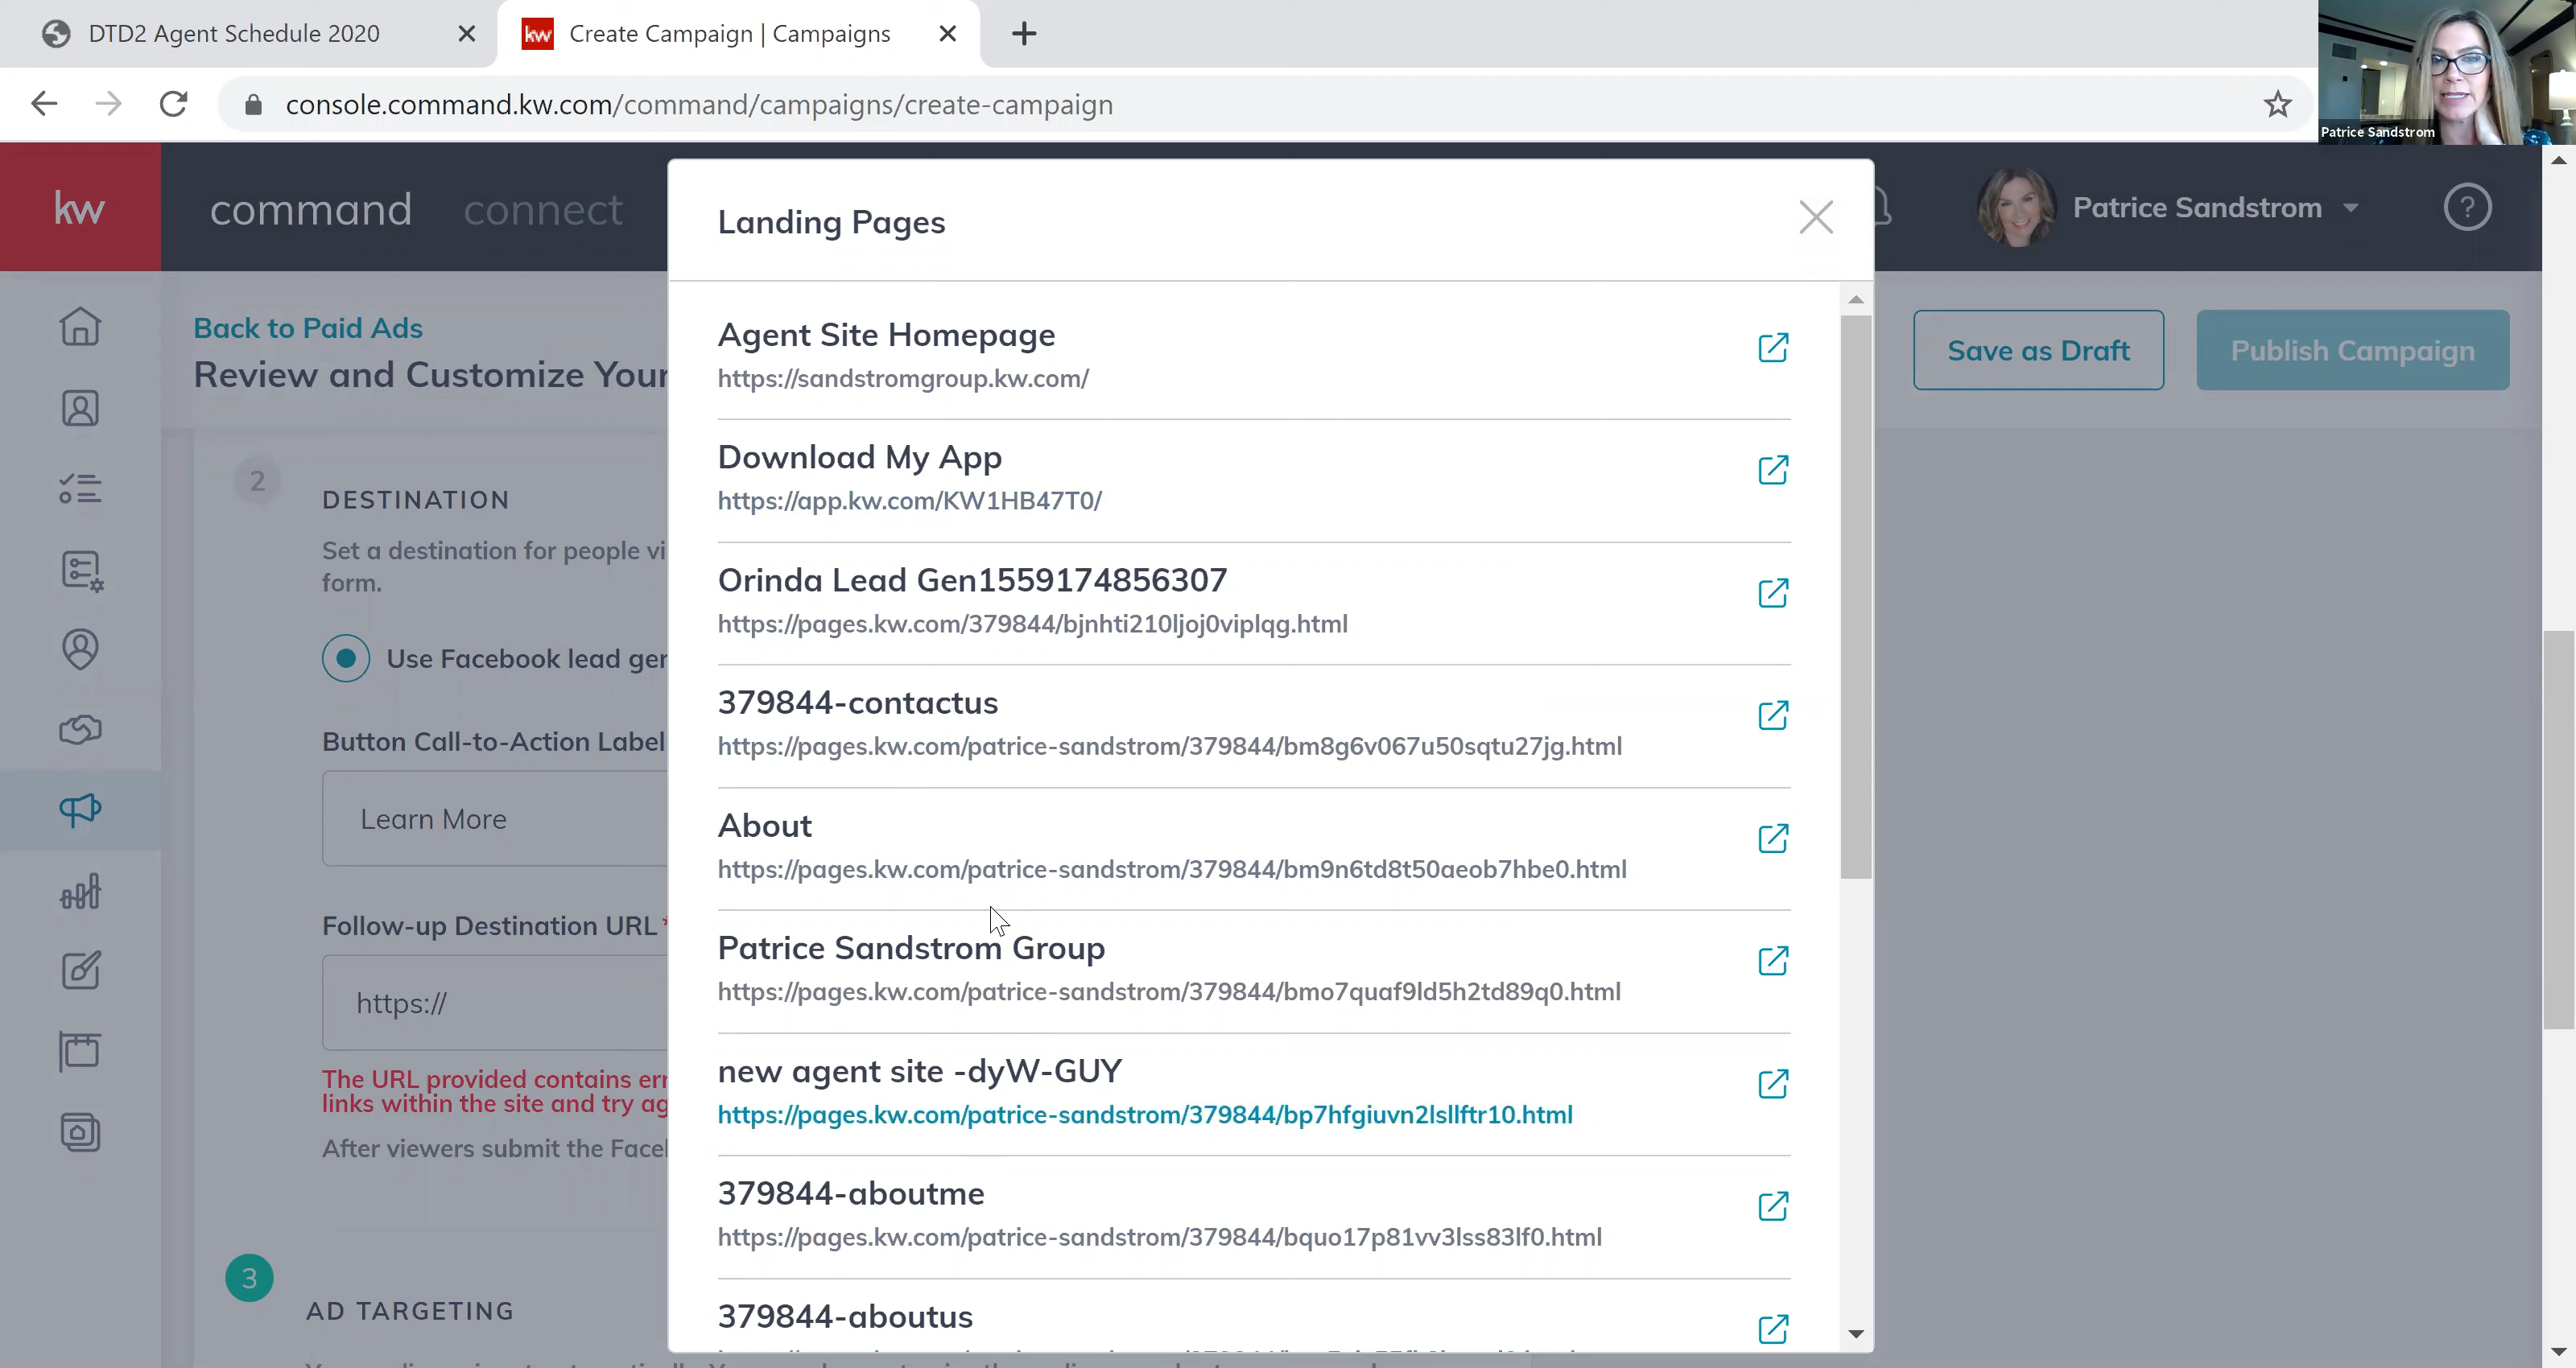 DTD2 Agent Schedule 2020
kw Create Campaign | Campaigns
console.command.kw.com/command/campaigns/create-campaign
Patrice Sandstrom
kw command connect
Patrice Sandstrom
?
Back to Paid Ads
Review and Customize Your
Save as Draft
Publish Campaign
2
DESTINATION
Set a destination for people vi
form.
Use Facebook lead ger
Button Call-to-Action Label
Learn More
Follow-up Destination URL*
https://
The URL provided contains err
links within the site and try ag
After viewers submit the Facel
3
AD TARGETING
Landing Pages
Agent Site Homepage
https://sandstromgroup.kw.com/
Download My App
https://app.kw.com/KW1HB47T0/
Orinda Lead Gen1559174856307
https://pages.kw.com/379844/bjnhti210ljoj0viplqg.html
379844-contactus
https://pages.kw.com/patrice-sandstrom/379844/bm8g6v067u50sqtu27jg.html
About
https://pages.kw.com/patrice-sandstrom/379844/bm9n6td8t50aeob7hbe0.html
Patrice Sandstrom Group
https://pages.kw.com/patrice-sandstrom/379844/bmo7quaf9ld5h2td89q0.html
new agent site -dyW-GUY
https://pages.kw.com/patrice-sandstrom/379844/bp7hfgiuvn2lsllftr10.html
379844-aboutme
https://pages.kw.com/patrice-sandstrom/379844/bquo17p81vv3lss83lf0.html
379844-aboutus